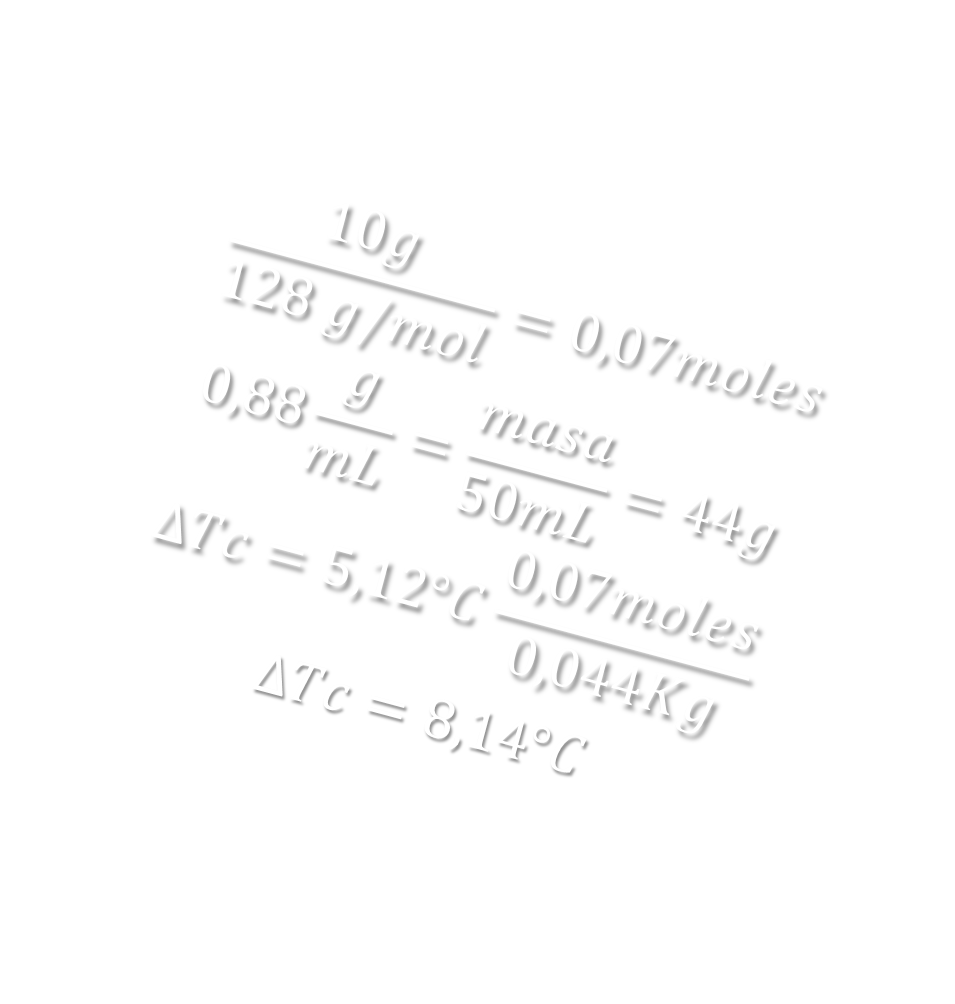 10g / 128 g/mol = 0,07moles
0,88 g/mL = masa/50mL = 44g
ΔTc = 5,12°C 0,07moles/0,044Kg
ΔTc = 8,14°C